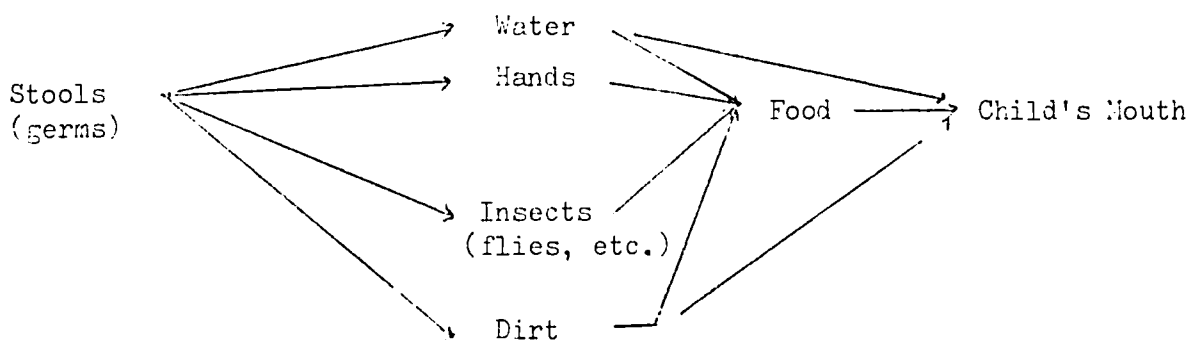 Water
Hands
Stools
(germs)
Food
Child's Mouth
Insects
(flies, etc.)
Dirt